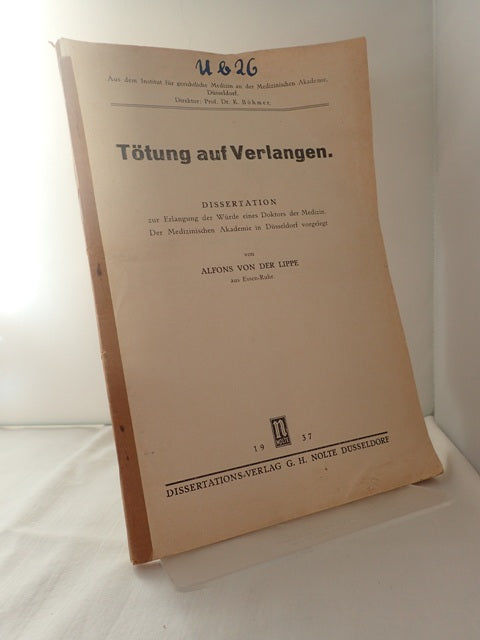 U b 26
Aus dem Institut für gerichtliche Medizin an der Medizinischen Akademie,
Düsseldorf.
Direktor: Prof. Dr. K. Böhmer.
Tötung auf Verlangen.
DISSERTATION
zur Erlangung der Würde eines Doktors der Medizin.
Der Medizinischen Akademie in Düsseldorf vorgelegt
von
ALFONS VON DER LIPPE
aus Essen-Ruhr.
n
NOLTE
19 37
DISSERTATIONS-VERLAG G. H. NOLTE DÜSSELDORF